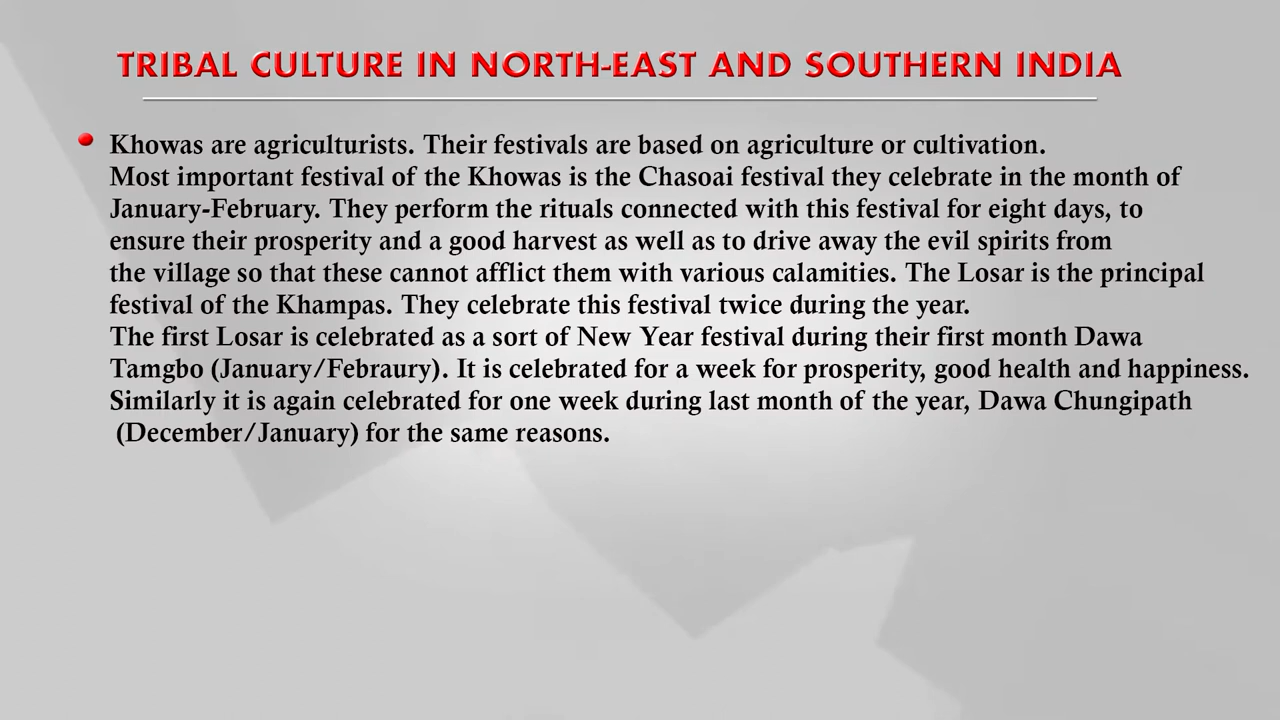 TRIBAL CULTURE IN NORTH-EAST AND SOUTHERN INDIA
Khowas are agriculturists. Their festivals are based on agriculture or cultivation.
Most important festival of the Khowas is the Chasoai festival they celebrate in the month of
January-February. They perform the rituals connected with this festival for eight days, to
ensure their prosperity and a good harvest as well as to drive away the evil spirits from
the village so that these cannot afflict them with various calamities. The Losar is the principal
festival of the Khampas. They celebrate this festival twice during the year.
The first Losar is celebrated as a sort of New Year festival during their first month Dawa
Tamgbo (January/Febraury). It is celebrated for a week for prosperity, good health and happiness.
Similarly it is again celebrated for one week during last month of the year, Dawa Chungipath
(December/January) for the same reasons.